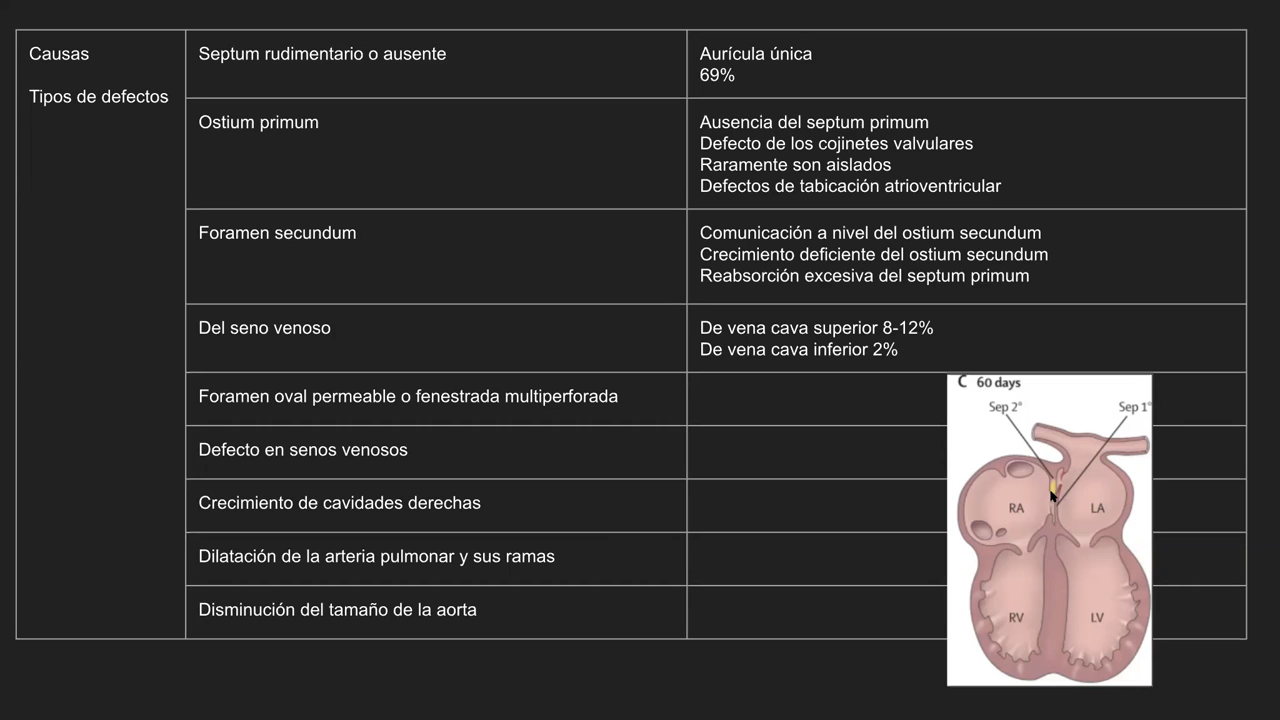 Causas
Tipos de defectos
Septum rudimentario o ausente
Aurícula única
69%
Ostium primum
Ausencia del septum primum
Defecto de los cojinetes valvulares
Raramente son aislados
Defectos de tabicación atrioventricular
Foramen secundum
Comunicación a nivel del ostium secundum
Crecimiento deficiente del ostium secundum
Reabsorción excesiva del septum primum
Del seno venoso
De vena cava superior 8-12%
De vena cava inferior 2%
Foramen oval permeable o fenestrada multiperforada
Defecto en senos venosos
Crecimiento de cavidades derechas
Dilatación de la arteria pulmonar y sus ramas
Disminución del tamaño de la aorta
C 60 days
Sep 2° Sep 1°
RA LA
RV LV